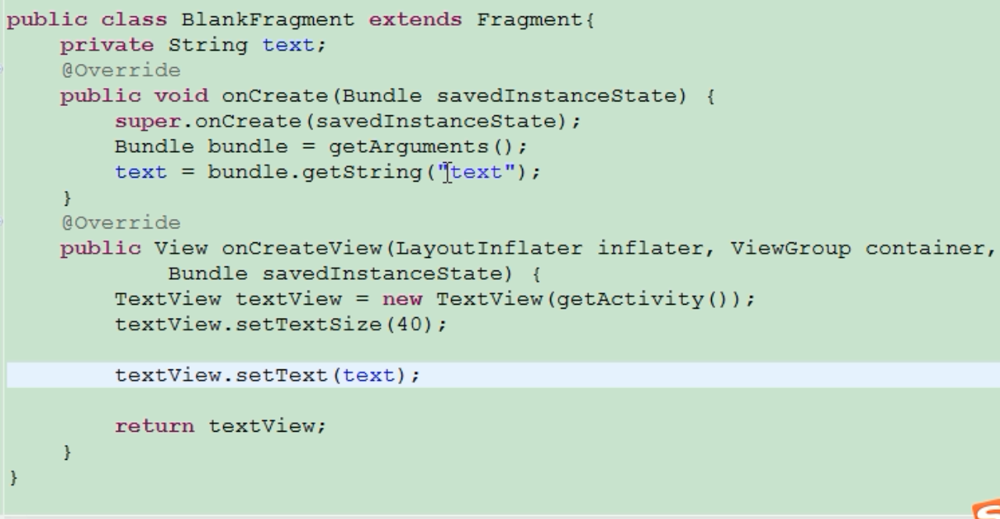 public class BlankFragment extends Fragment{
    private String text;
    @Override
    public void onCreate(Bundle savedInstanceState) {
        super.onCreate(savedInstanceState);
        Bundle bundle = getArguments();
        text = bundle.getString("text");
    }
    @Override
    public View onCreateView(LayoutInflater inflater, ViewGroup container,
            Bundle savedInstanceState) {
        TextView textView = new TextView(getActivity());
        textView.setTextSize(40);
        textView.setText(text);
        return textView;
    }
}